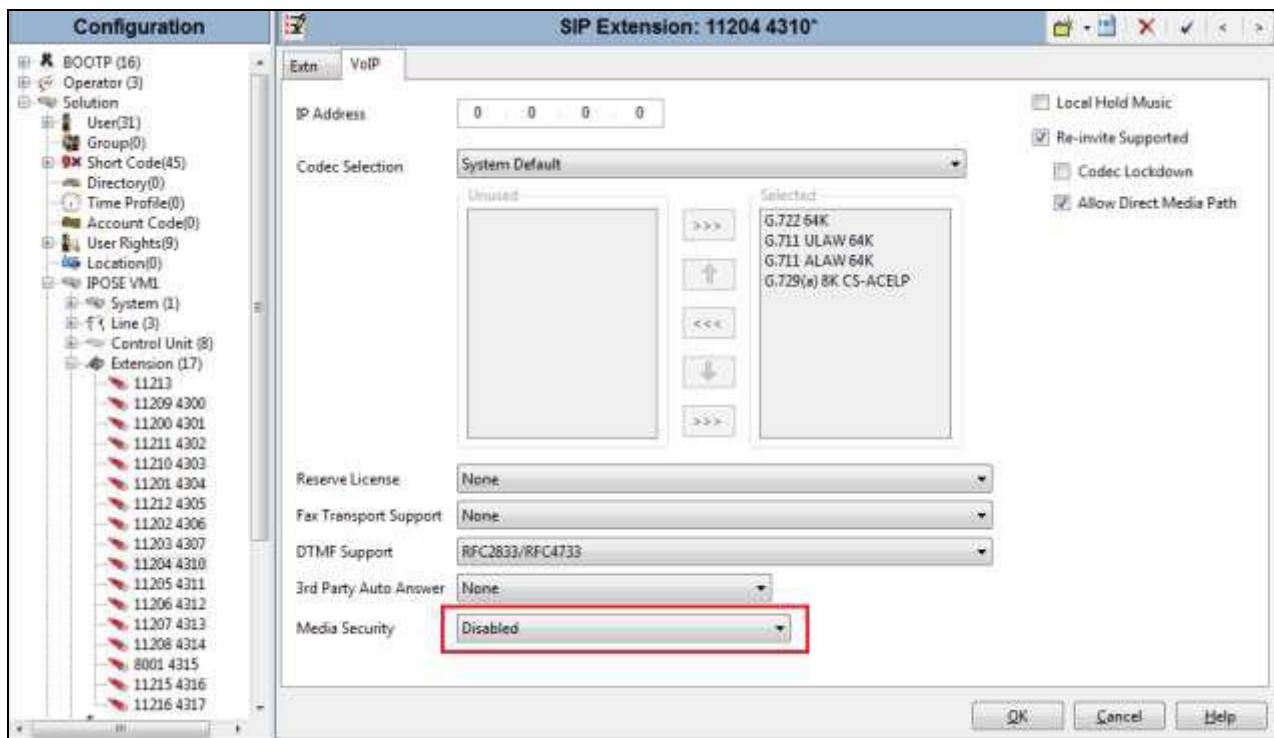 Configuration
BOOTP (16)
Operator (3)
Solution
User(31)
Group(0)
Short Code(45)
Directory(0)
Time Profile(0)
Account Code(0)
User Rights(9)
Location(0)
IPOSE VM1
System (1)
Line (3)
Control Unit (8)
Extension (17)
11213
11209 4300
11200 4301
11211 4302
11210 4303
11201 4304
11212 4305
11202 4306
11203 4307
11204 4310
11205 4311
11206 4312
11207 4313
11208 4314
8001 4315
11215 4316
11216 4317
SIP Extension: 11204 4310*
Extn VoIP
IP Address 0 . 0 . 0 . 0
Codec Selection System Default
Unused
>>>
<<<
>>>
Selected
G.722 64K
G.711 ULAW 64K
G.711 ALAW 64K
G.729(a) 8K CS-ACELP
Reserve License None
Fax Transport Support None
DTMF Support RFC2833/RFC4733
3rd Party Auto Answer None
Media Security Disabled
Local Hold Music
Re-invite Supported
Codec Lockdown
Allow Direct Media Path
OK Cancel Help